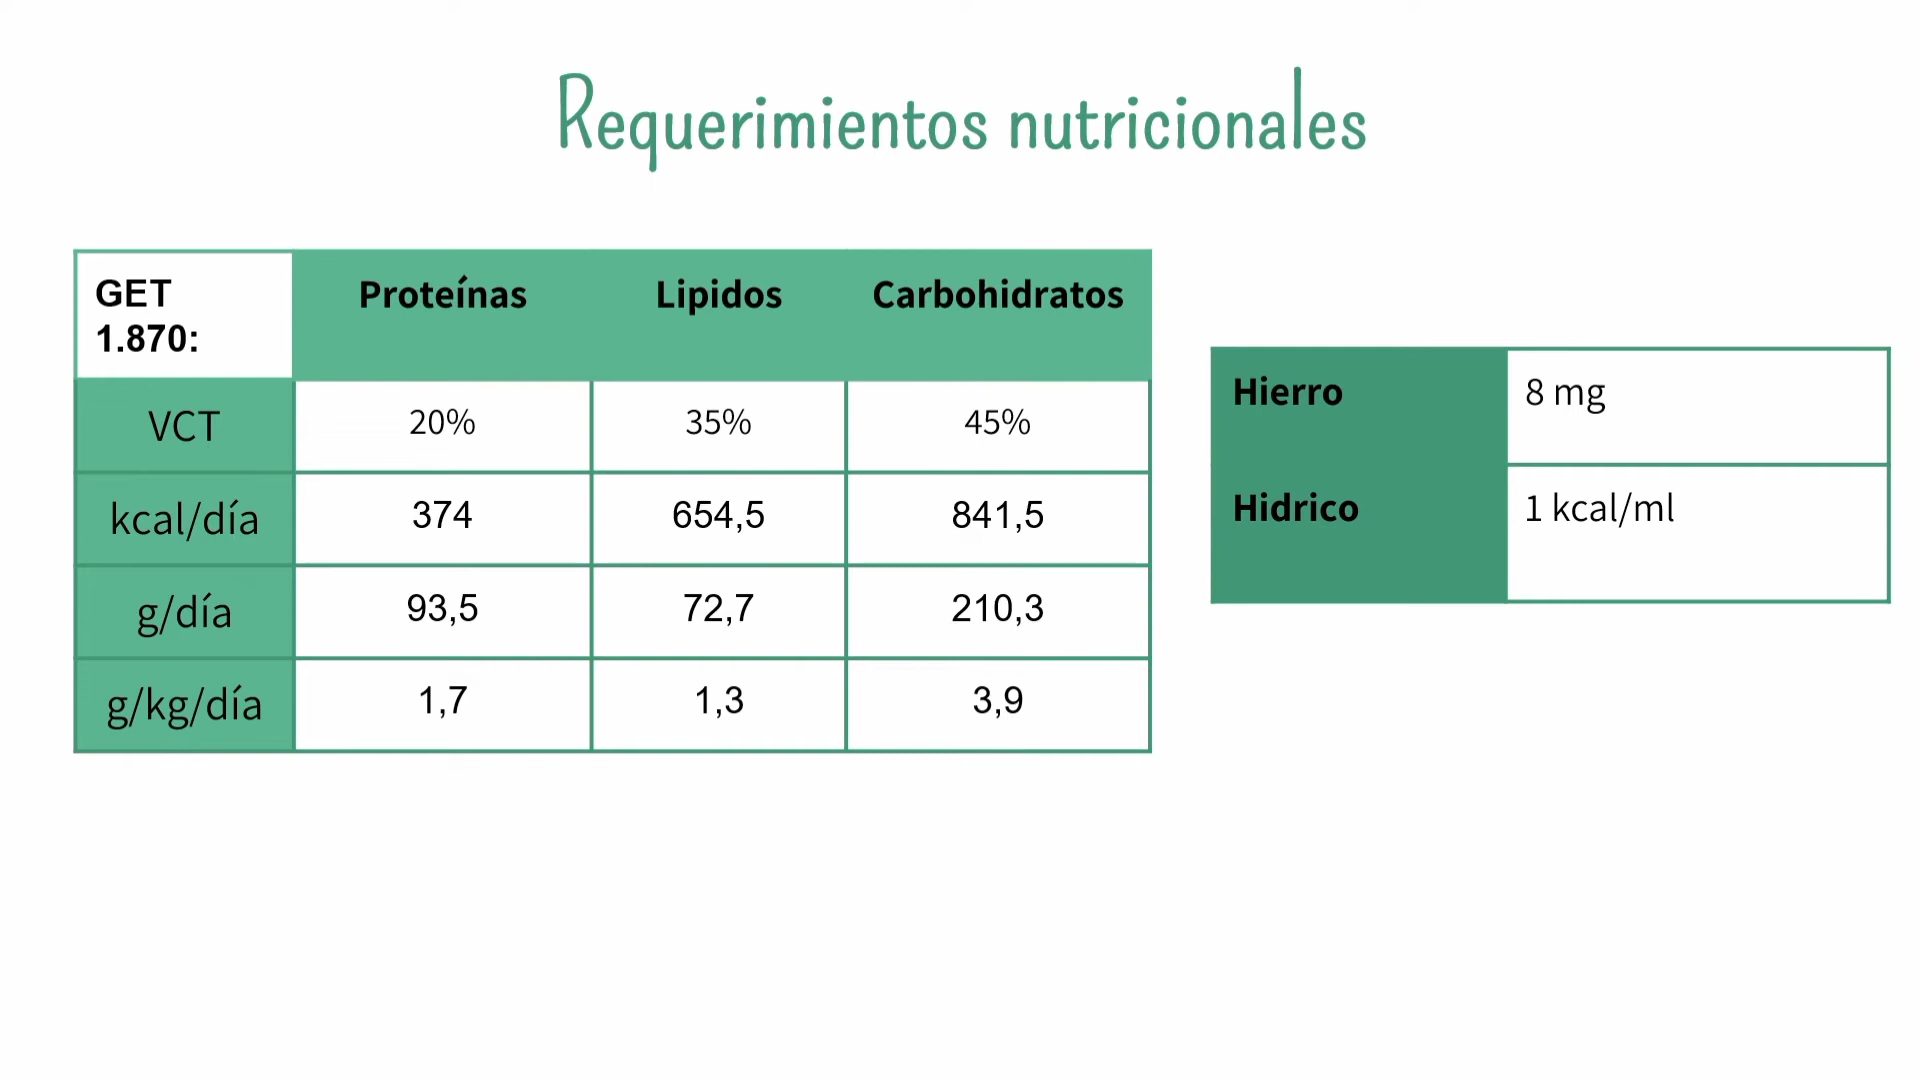 Requerimientos nutricionales
GET
1.870:
Proteínas
Lipidos
Carbohidratos
VCT
20%
35%
45%
kcal/día
374
654,5
841,5
g/día
93,5
72,7
210,3
g/kg/día
1,7
1,3
3,9
Hierro
8 mg
Hidrico
1 kcal/ml